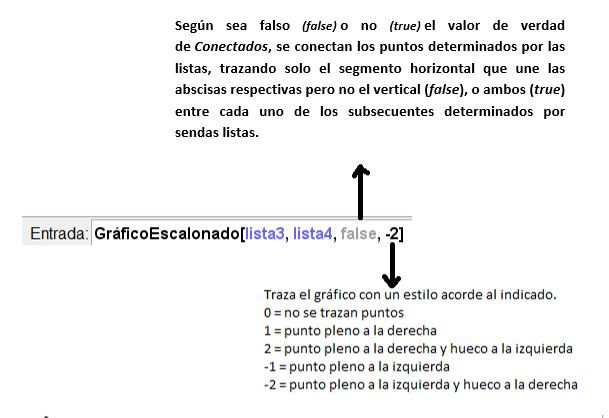 Según sea falso (false) o no (true) el valor de verdad
de Conectados, se conectan los puntos determinados por las
listas, trazando solo el segmento horizontal que une las
abscisas respectivas pero no el vertical (false), o ambos (true)
entre cada uno de los subsecuentes determinados por
sendas listas.
Entrada: GráficoEscalonado[lista3, lista4, false, -2]
Traza el gráfico con un estilo acorde al indicado.
0 = no se trazan puntos
1 = punto pleno a la derecha
2 = punto pleno a la derecha y hueco a la izquierda
-1 = punto pleno a la izquierda
-2 = punto pleno a la izquierda y hueco a la derecha